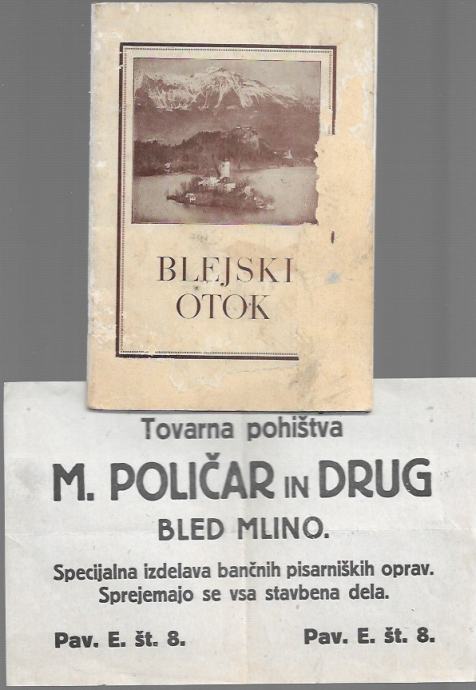 BLEJSKI
OTOK
Tovarna pohištva
M. POLIČAR IN DRUG
BLED MLINO.
Specijalna izdelava bančnih pisarniških oprav.
Sprejemajo se vsa stavbena dela.
Pav. E. št. 8. Pav. E. št. 8.